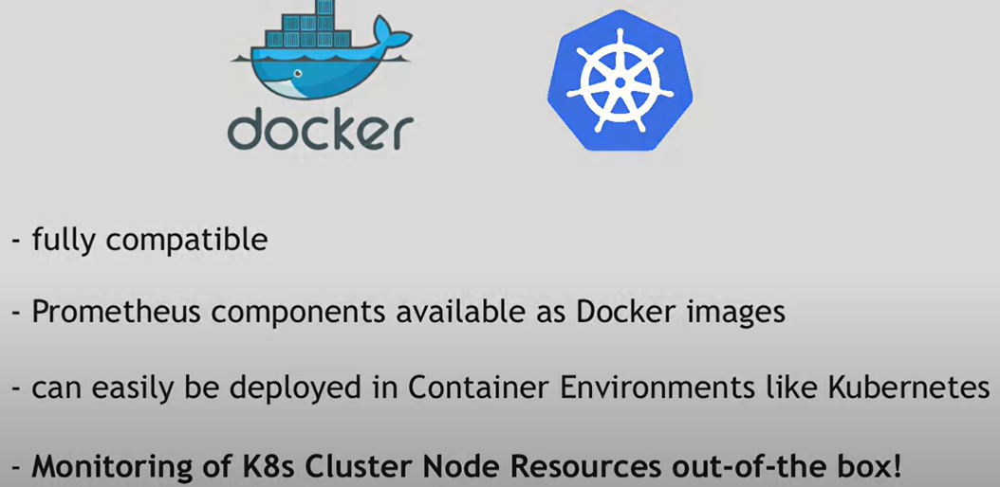 docker
- fully compatible
- Prometheus components available as Docker images
- can easily be deployed in Container Environments like Kubernetes
- Monitoring of K8s Cluster Node Resources out-of-the box!